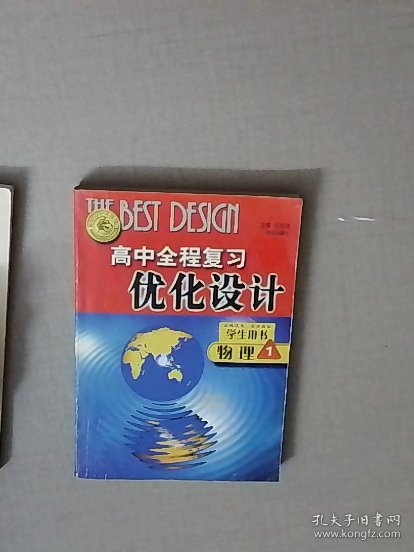 THE BEST DESIGN
高中全程复习
优化设计
学生用书
物理 1
孔夫子旧书网
www.kongfz.com